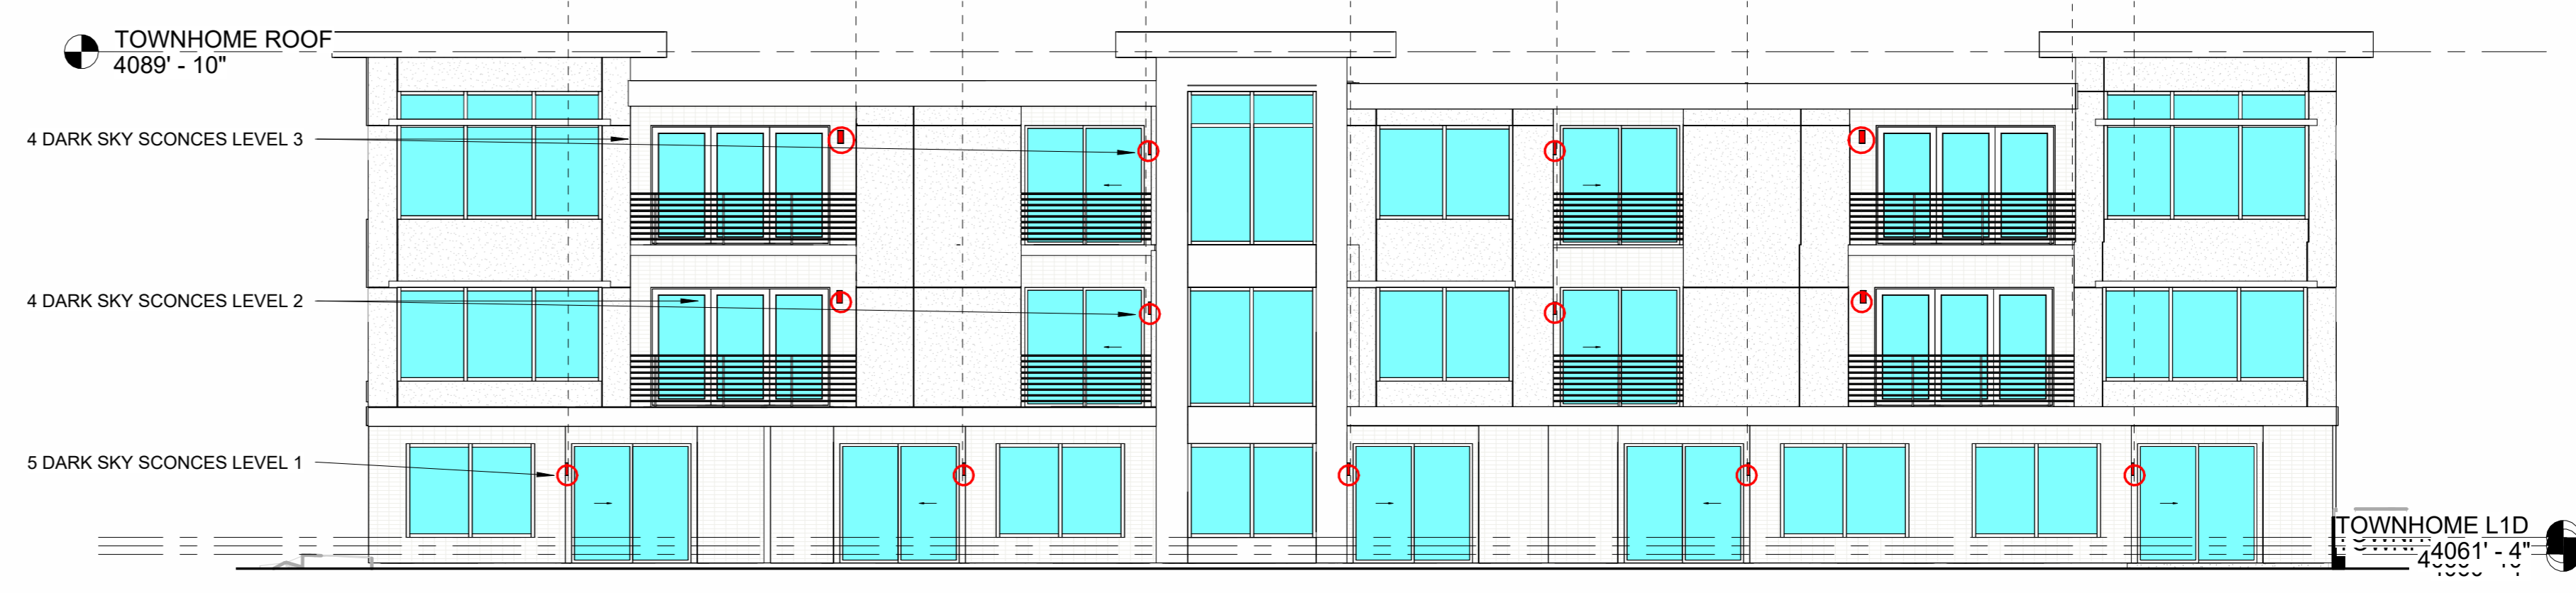 TOWNHOME ROOF
4089' - 10"
4 DARK SKY SCONCES LEVEL 3
4 DARK SKY SCONCES LEVEL 2
5 DARK SKY SCONCES LEVEL 1
TOWNHOME L1D
4061' - 4"